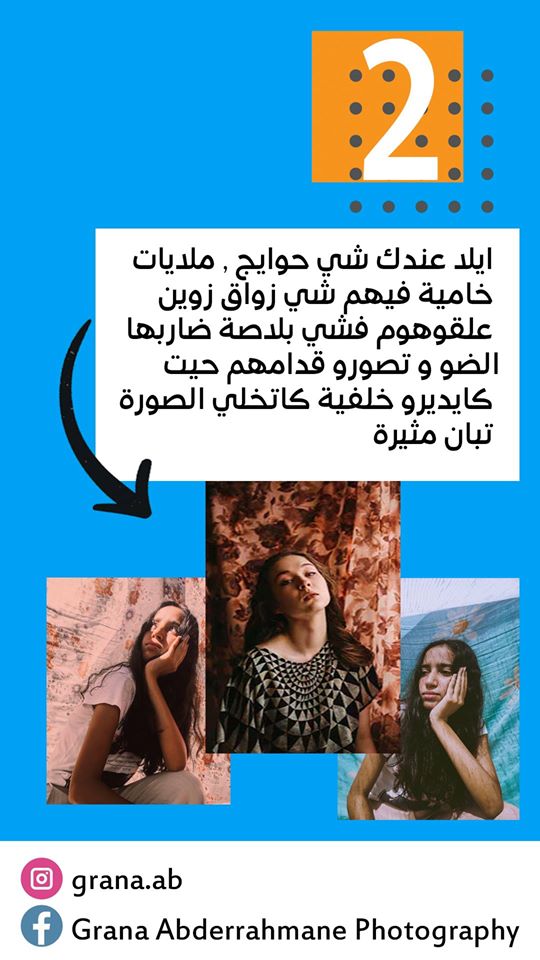 2
ايلا عندك شي حوايج , ملايات
خامية فيهم شي زواق زوين
علقوهوم فشي بلاصة ضاربها
الضو و تصورو قدامهم حيت
كايديرو خلفية كاتخلي الصورة
تبان مثيرة
grana.ab
Grana Abderrahmane Photography